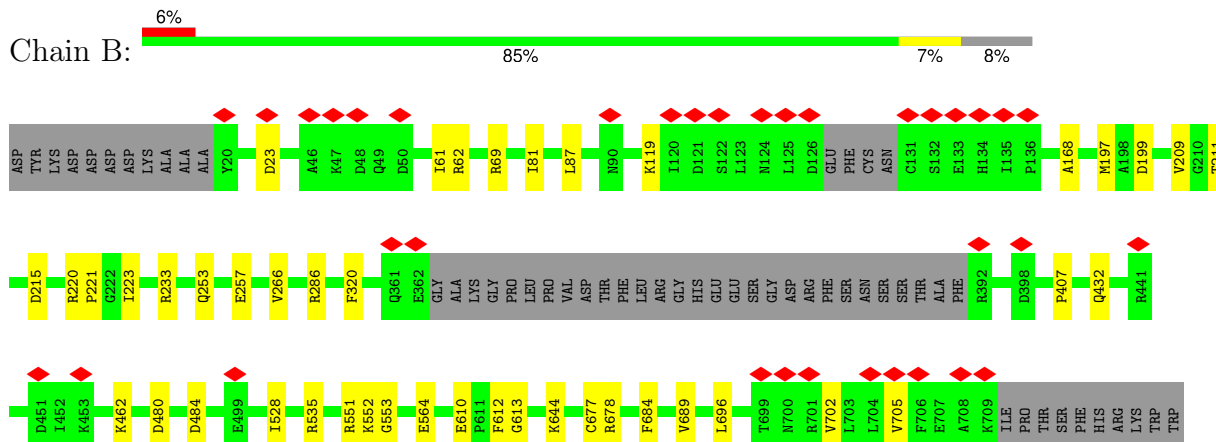 6%
Chain B:
85% 7% 8%
ASP TYR LYS ASP ASP ASP ASP LYS ALA ALA ALA Y20 D23 A46 K47 D48 Q49 D50 I61 R62 R69 I81 L87 N90 K119 I120 D121 S122 L123 N124 L125 D126 GLU PHE CYS ASN C131 S132 E133 H134 I135 P136 A168 M197 A198 D199 V209 G210 T211
D215 R220 P221 G222 I223 R233 Q253 E257 V266 R286 F320 Q361 E362 GLY ALA LYS GLY PRO LEU PRO VAL ASP THR PHE LEU ARG GLY HIS GLU GLU SER GLY ASP ARG PHE SER ASN SER SER THR ALA PHE R392 D398 P407 Q432 R441
D451 I452 K453 K462 D480 D484 E499 I528 R535 R551 K552 G553 E564 E610 P611 F612 G613 K644 C677 R678 F684 V689 L696 T699 N700 R701 V702 L703 L704 V705 F706 E707 A708 K709 ILE PRO THR SER PHE HIS ARG LYS TRP TRP